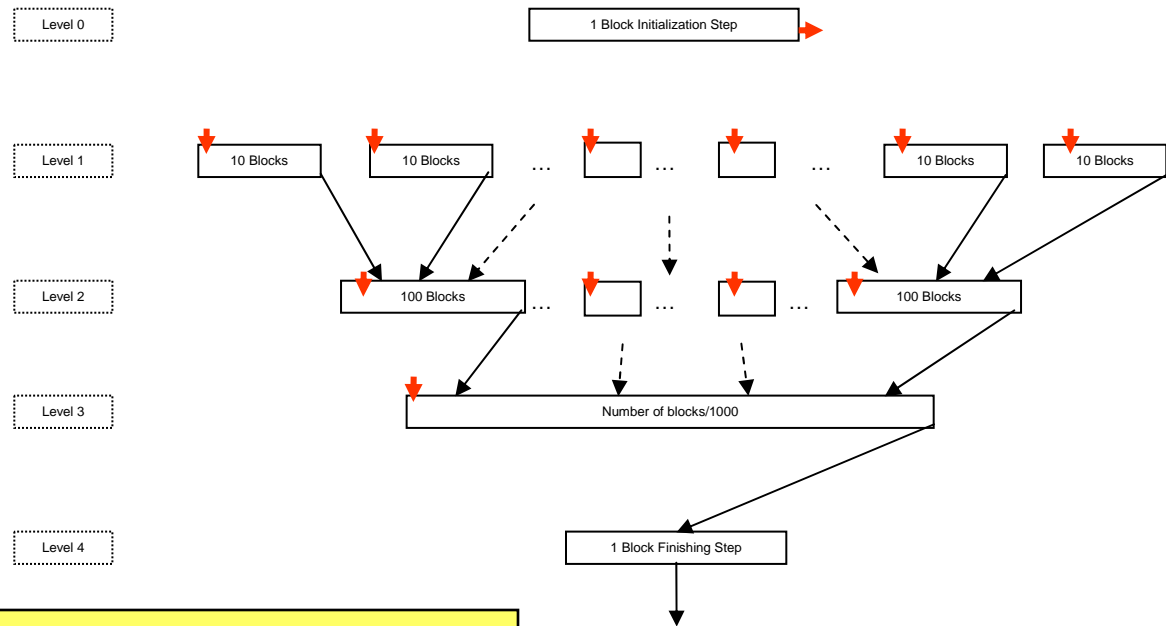 Level 0
1 Block Initialization Step
Level 1
10 Blocks
10 Blocks
...
...
...
10 Blocks
10 Blocks
Level 2
100 Blocks
...
...
...
100 Blocks
Level 3
Number of blocks/1000
Level 4
1 Block Finishing Step